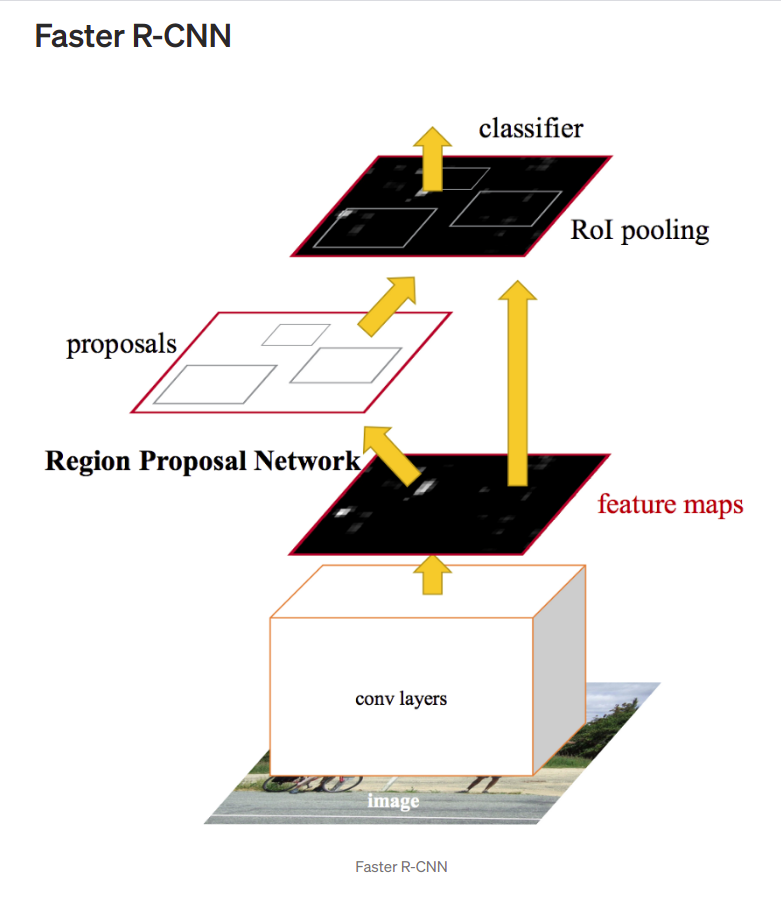 Faster R-CNN
classifier
RoI pooling
proposals
Region Proposal Network
feature maps
conv layers
image
Faster R-CNN